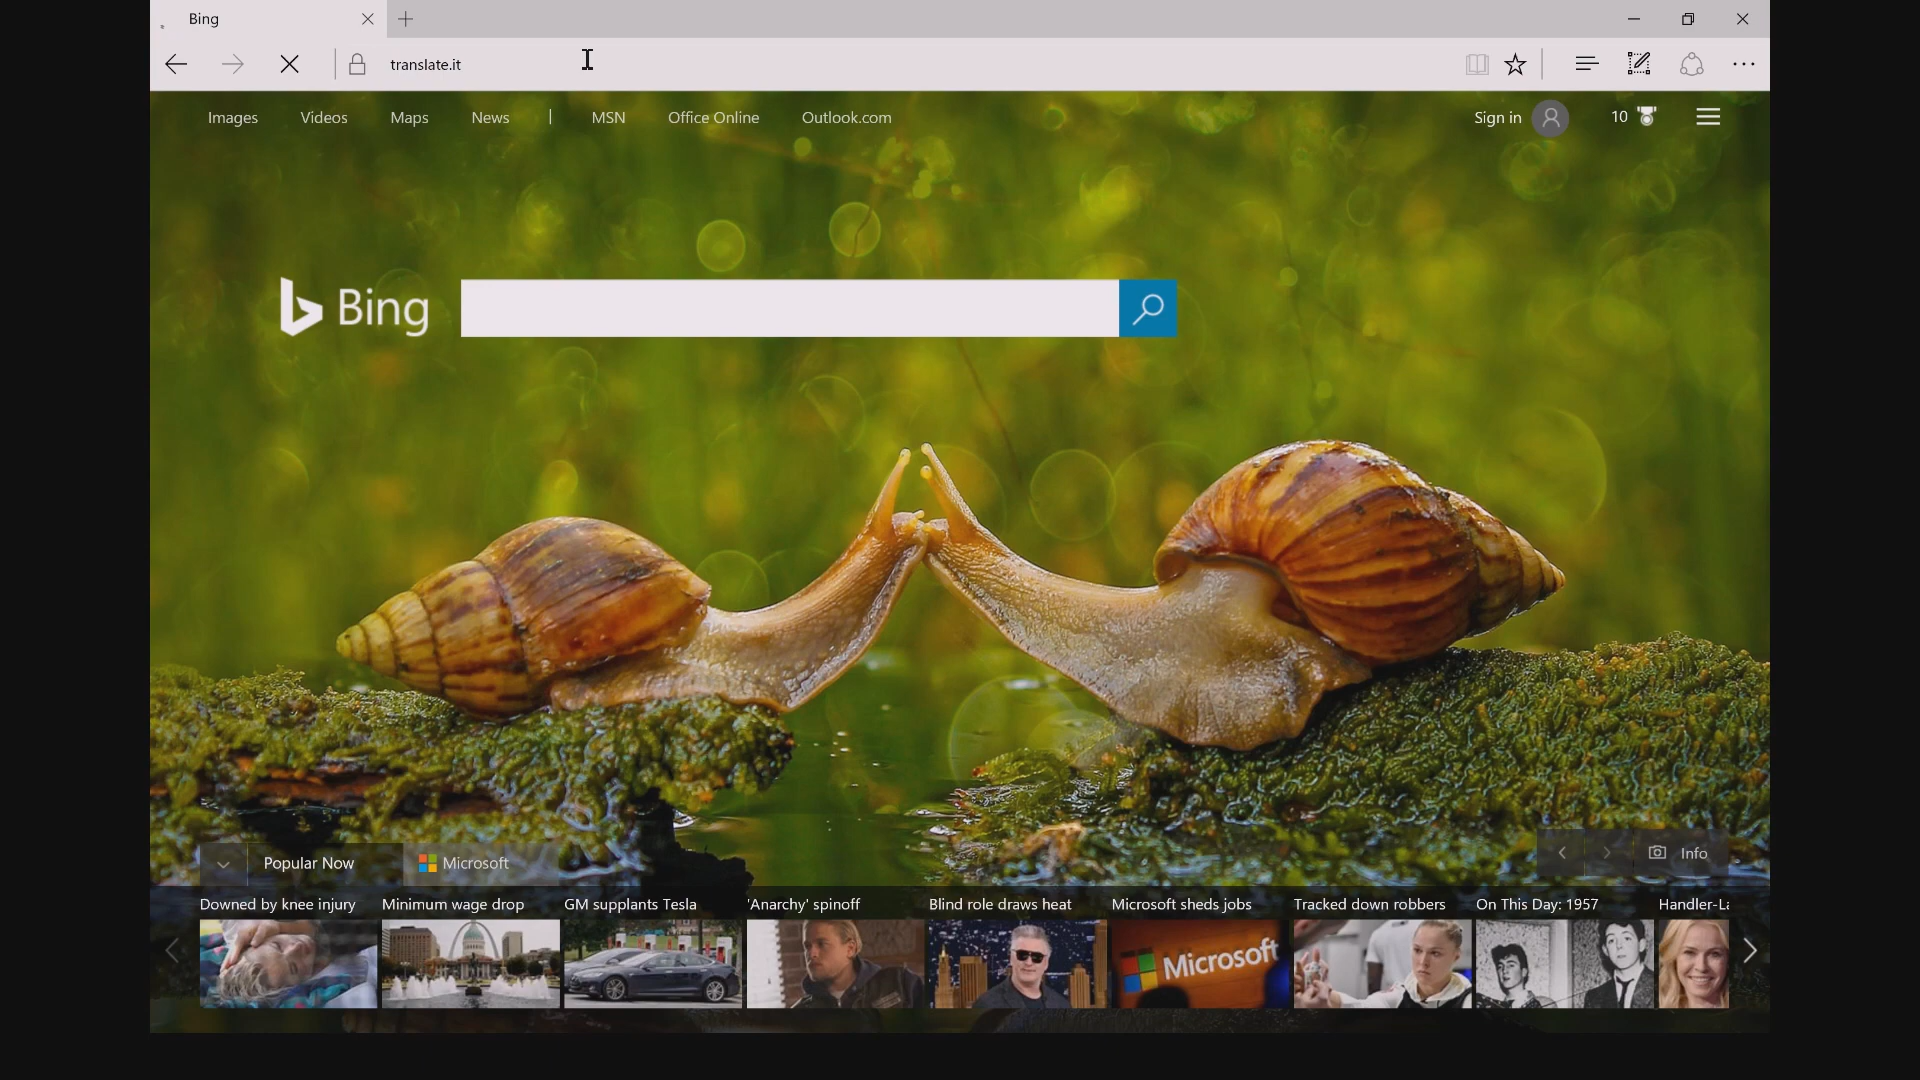 Bing
translate.it
Images Videos Maps News | MSN Office Online Outlook.com
Sign in 10
Bing
Popular Now Microsoft
Info
Downed by knee injury Minimum wage drop GM supplants Tesla 'Anarchy' spinoff Blind role draws heat Microsoft sheds jobs Tracked down robbers On This Day: 1957 Handler-La
Microsoft